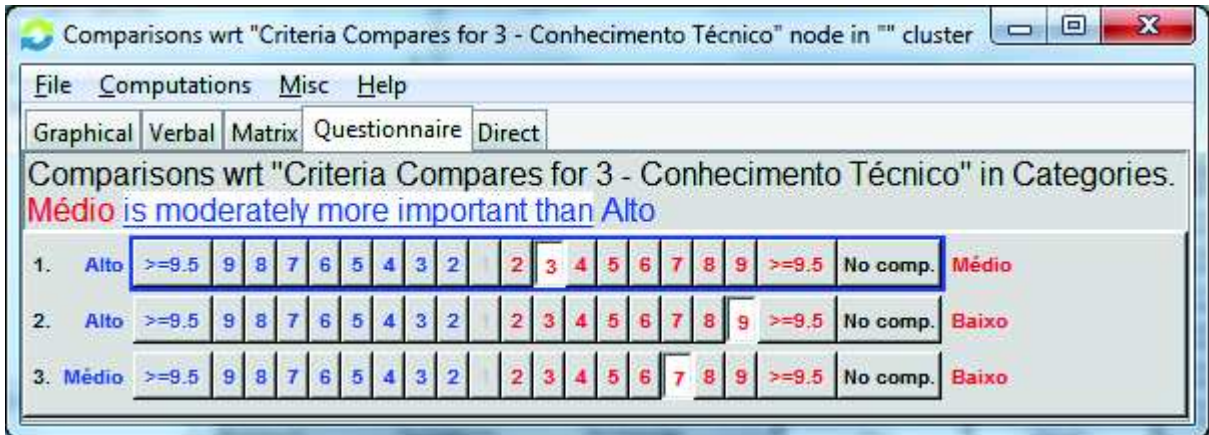 Comparisons wrt "Criteria Compares for 3 - Conhecimento Técnico" node in "" cluster
File Computations Misc Help
Graphical Verbal Matrix Questionnaire Direct
Comparisons wrt "Criteria Compares for 3 - Conhecimento Técnico" in Categories.
Médio is moderately more important than Alto
1. Alto >=9.5 9 8 7 6 5 4 3 2 1 2 3 4 5 6 7 8 9 >=9.5 No comp. Médio
2. Alto >=9.5 9 8 7 6 5 4 3 2 1 2 3 4 5 6 7 8 9 >=9.5 No comp. Baixo
3. Médio >=9.5 9 8 7 6 5 4 3 2 1 2 3 4 5 6 7 8 9 >=9.5 No comp. Baixo